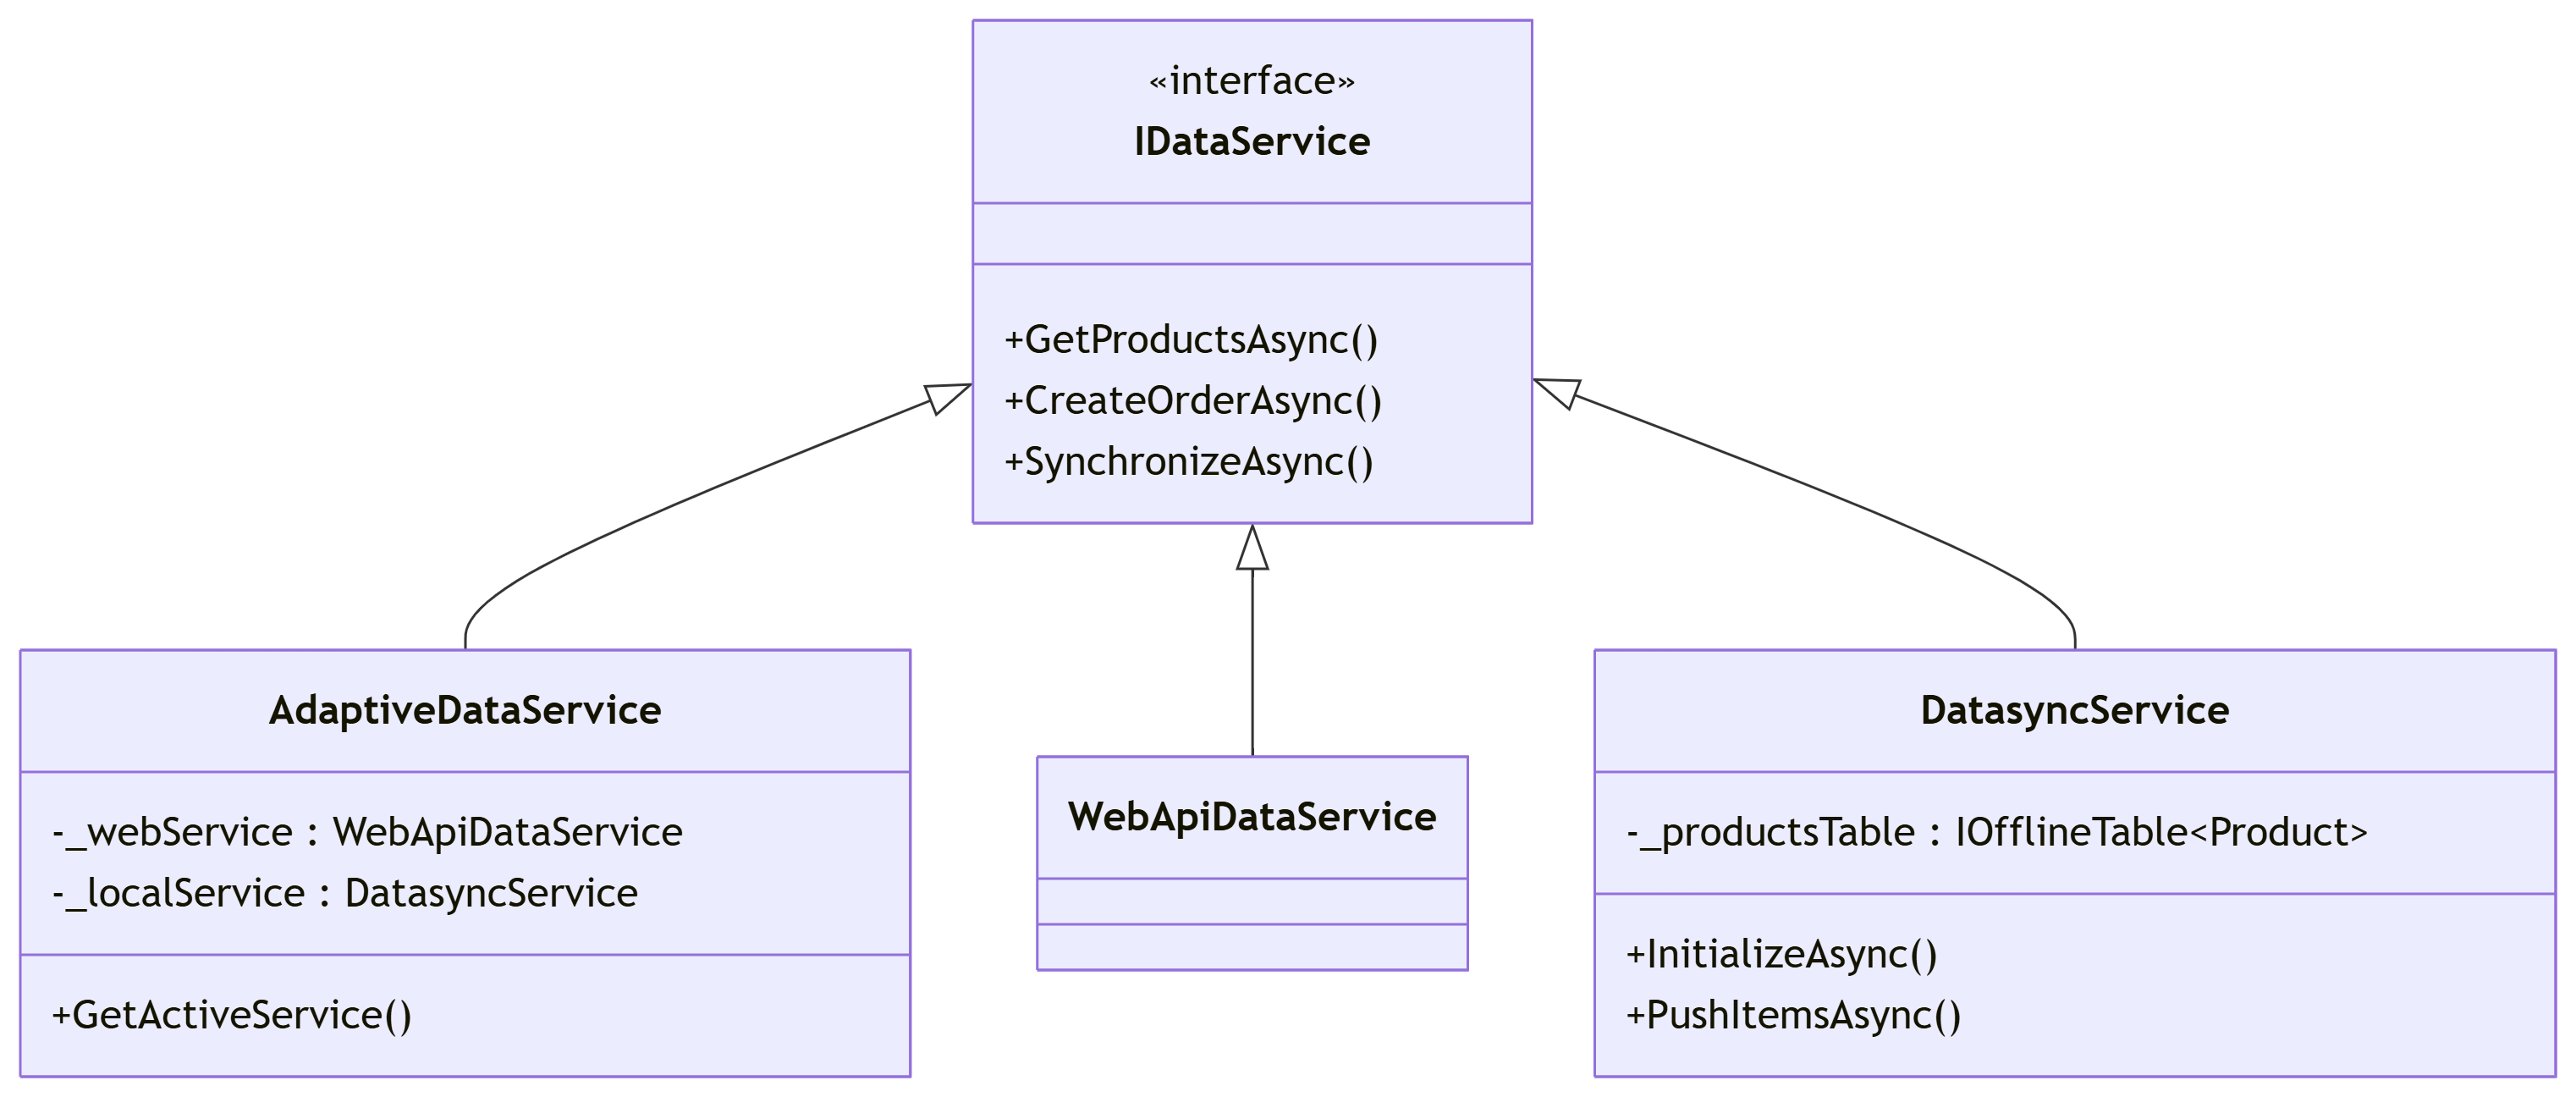 «interface»
IDataService
+GetProductsAsync()
+CreateOrderAsync()
+SynchronizeAsync()
AdaptiveDataService
-_webService : WebApiDataService
-_localService : DatasyncService
+GetActiveService()
WebApiDataService
DatasyncService
-_productsTable : IOfflineTable<Product>
+InitializeAsync()
+PushItemsAsync()